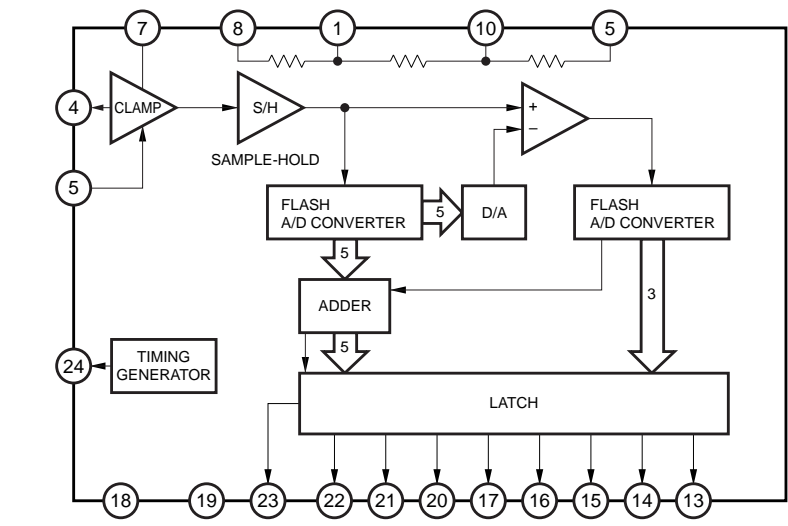 7
8
1
10
5
4
CLAMP
S/H
+
−
SAMPLE-HOLD
5
FLASH
A/D CONVERTER
5
D/A
FLASH
A/D CONVERTER
5
ADDER
3
5
24
TIMING
GENERATOR
LATCH
18
19
23
22
21
20
17
16
15
14
13